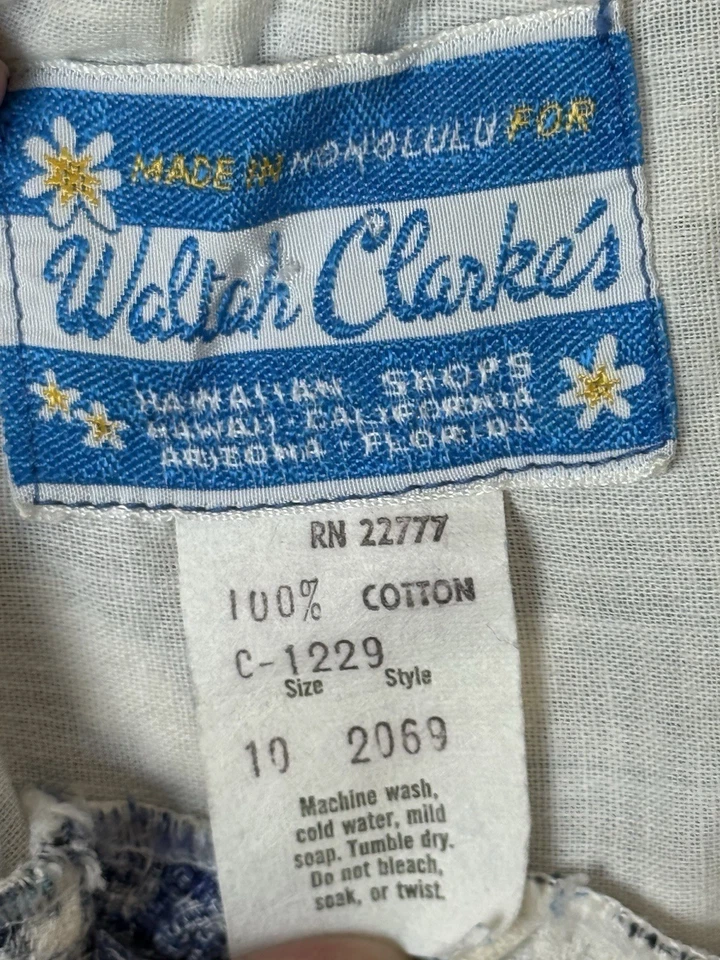 MADE IN HONOLULU FOR
Waltah Clarke's
HAWAIIAN SHOPS
HAWAII CALIFORNIA
ARIZONA FLORIDA
RN 22777
100% COTTON
C-1229
Size Style
10 2069
Machine wash,
cold water, mild
soap. Tumble dry.
Do not bleach,
soak, or twist.